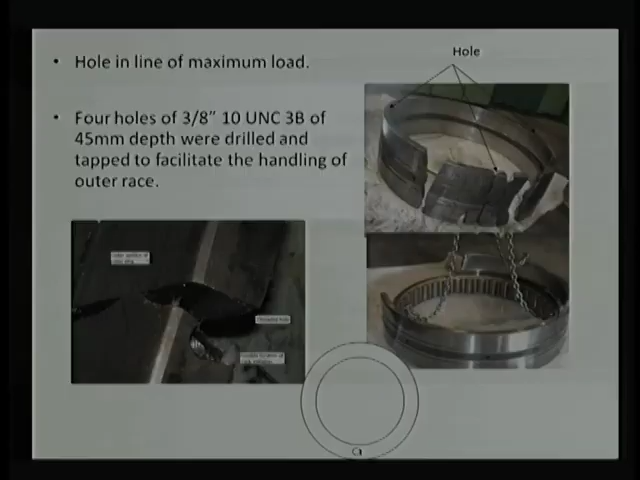 Hole in line of maximum load.
Four holes of 3/8" 10 UNC 3B of
45mm depth were drilled and
tapped to facilitate the handling of
outer race.
Hole